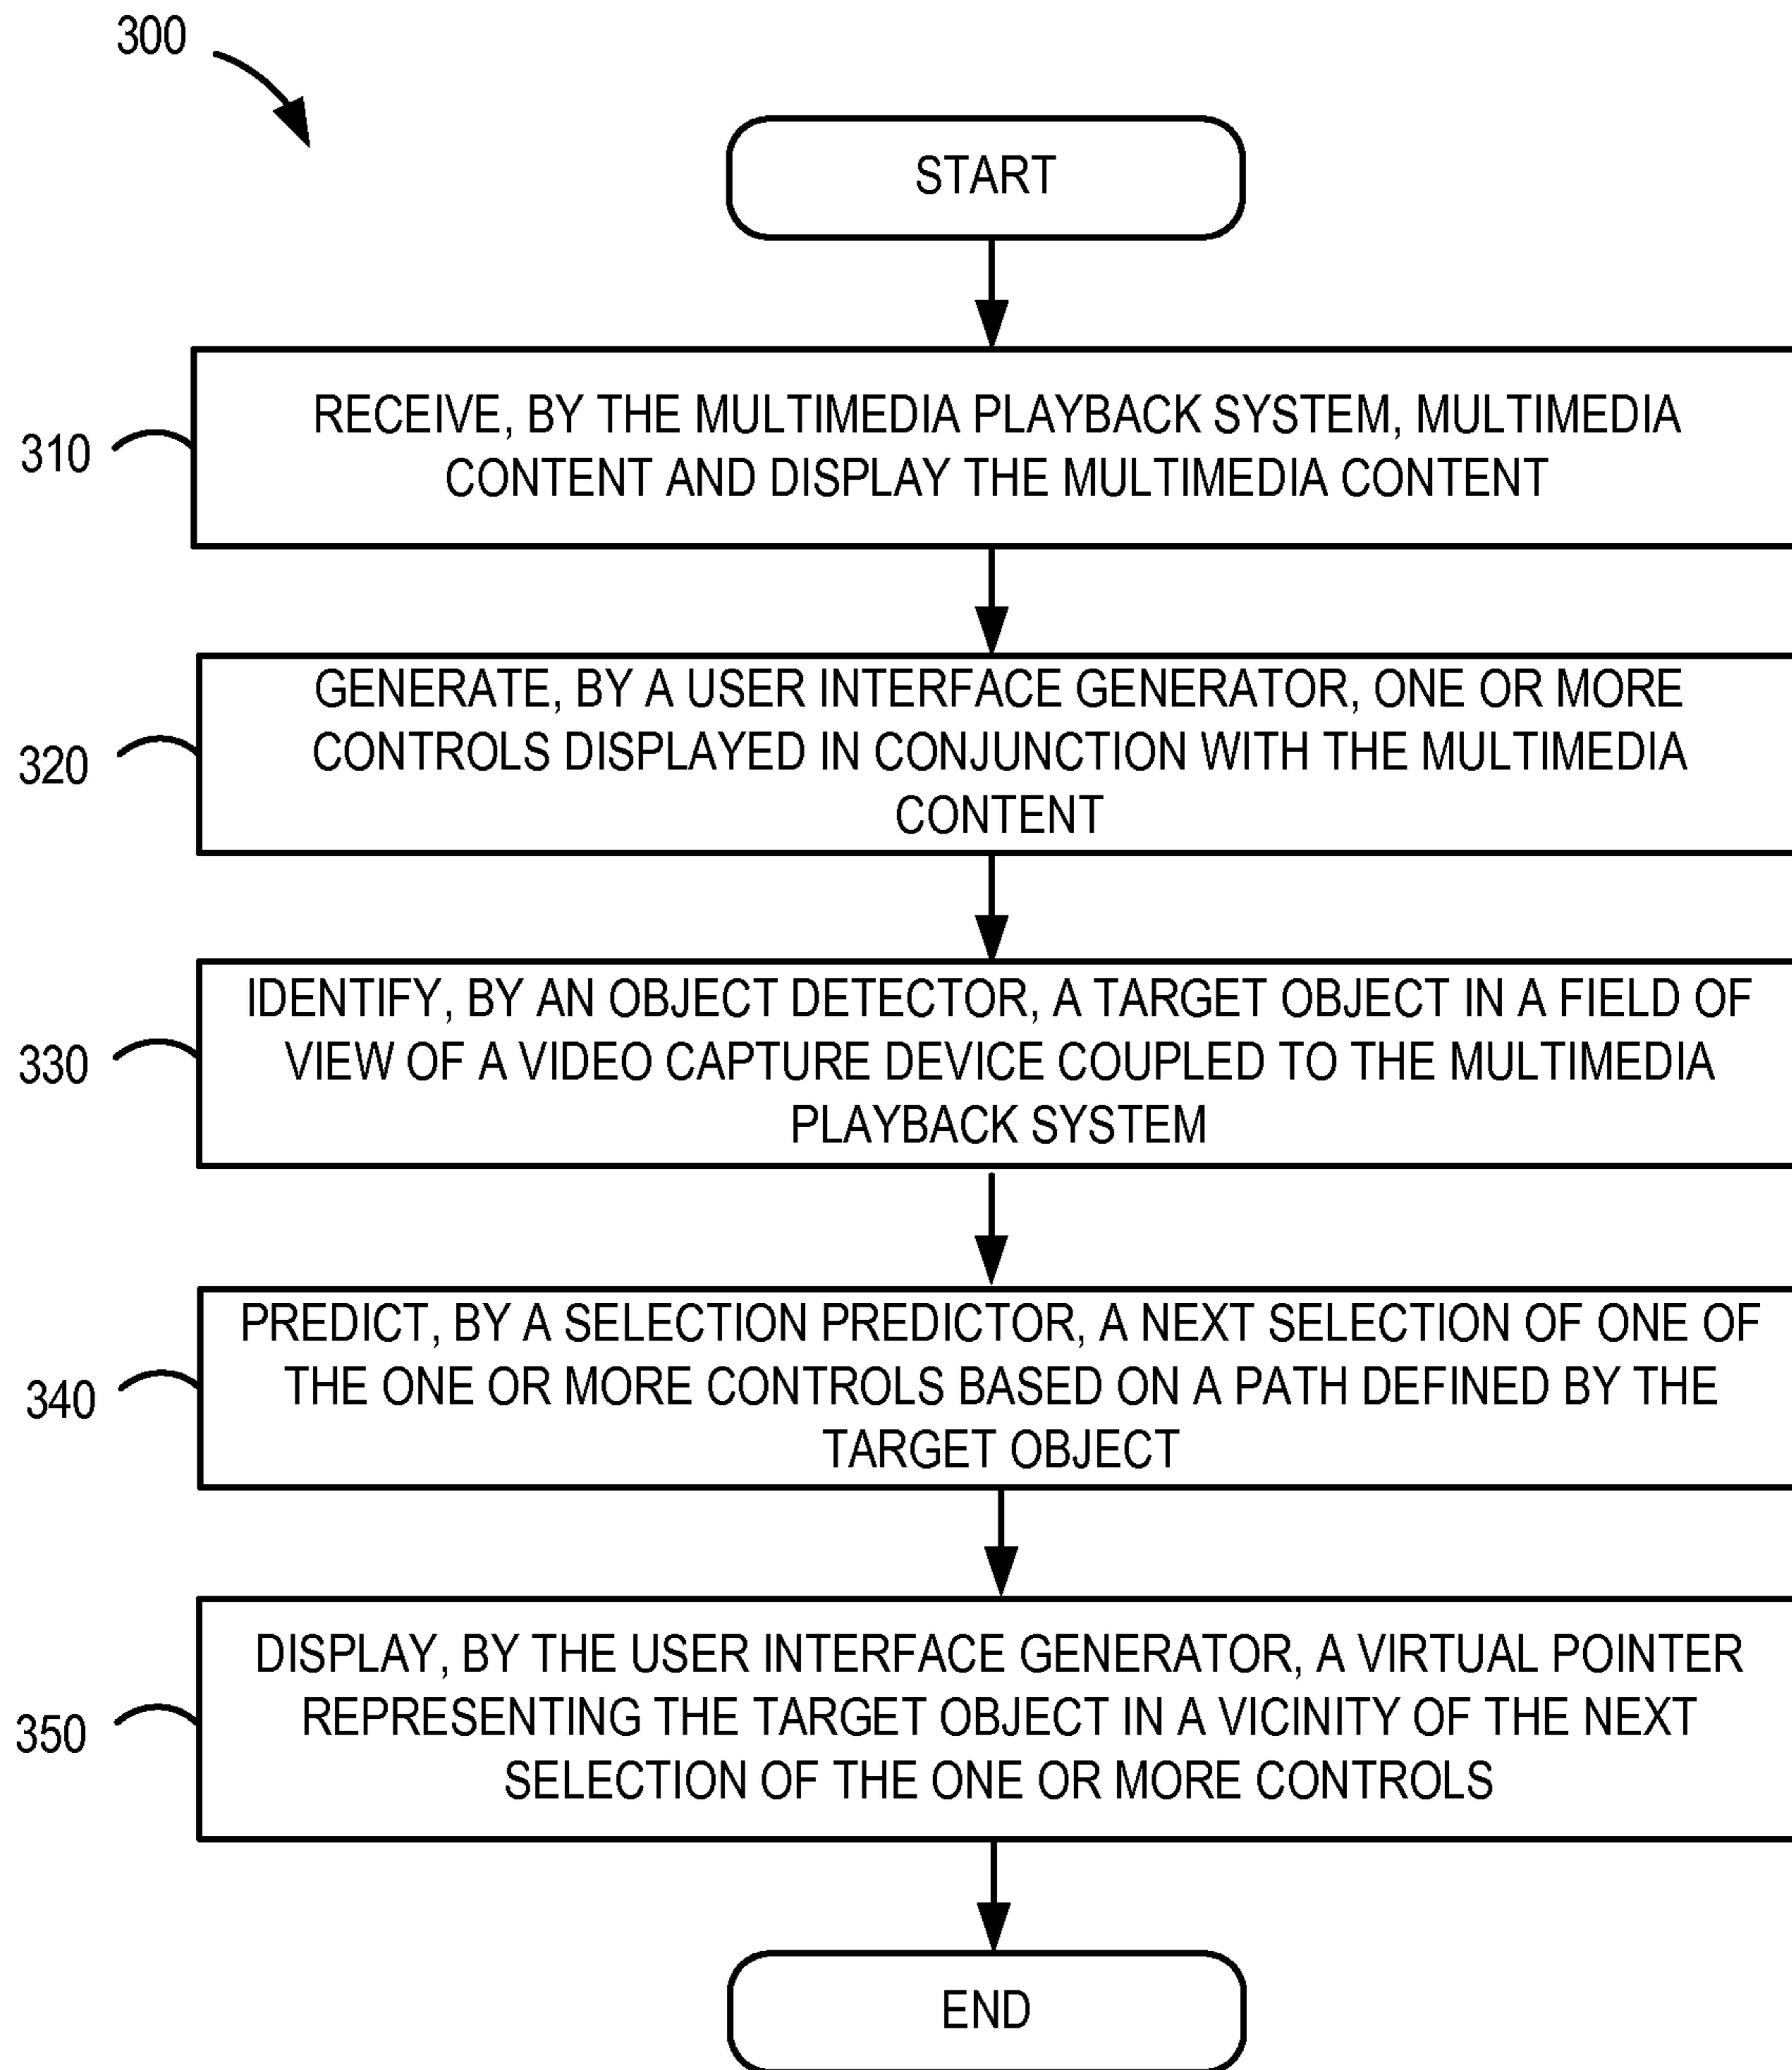 300
START
310
RECEIVE, BY THE MULTIMEDIA PLAYBACK SYSTEM, MULTIMEDIA
CONTENT AND DISPLAY THE MULTIMEDIA CONTENT
320
GENERATE, BY A USER INTERFACE GENERATOR, ONE OR MORE
CONTROLS DISPLAYED IN CONJUNCTION WITH THE MULTIMEDIA
CONTENT
330
IDENTIFY, BY AN OBJECT DETECTOR, A TARGET OBJECT IN A FIELD OF
VIEW OF A VIDEO CAPTURE DEVICE COUPLED TO THE MULTIMEDIA
PLAYBACK SYSTEM
340
PREDICT, BY A SELECTION PREDICTOR, A NEXT SELECTION OF ONE OF
THE ONE OR MORE CONTROLS BASED ON A PATH DEFINED BY THE
TARGET OBJECT
350
DISPLAY, BY THE USER INTERFACE GENERATOR, A VIRTUAL POINTER
REPRESENTING THE TARGET OBJECT IN A VICINITY OF THE NEXT
SELECTION OF THE ONE OR MORE CONTROLS
END